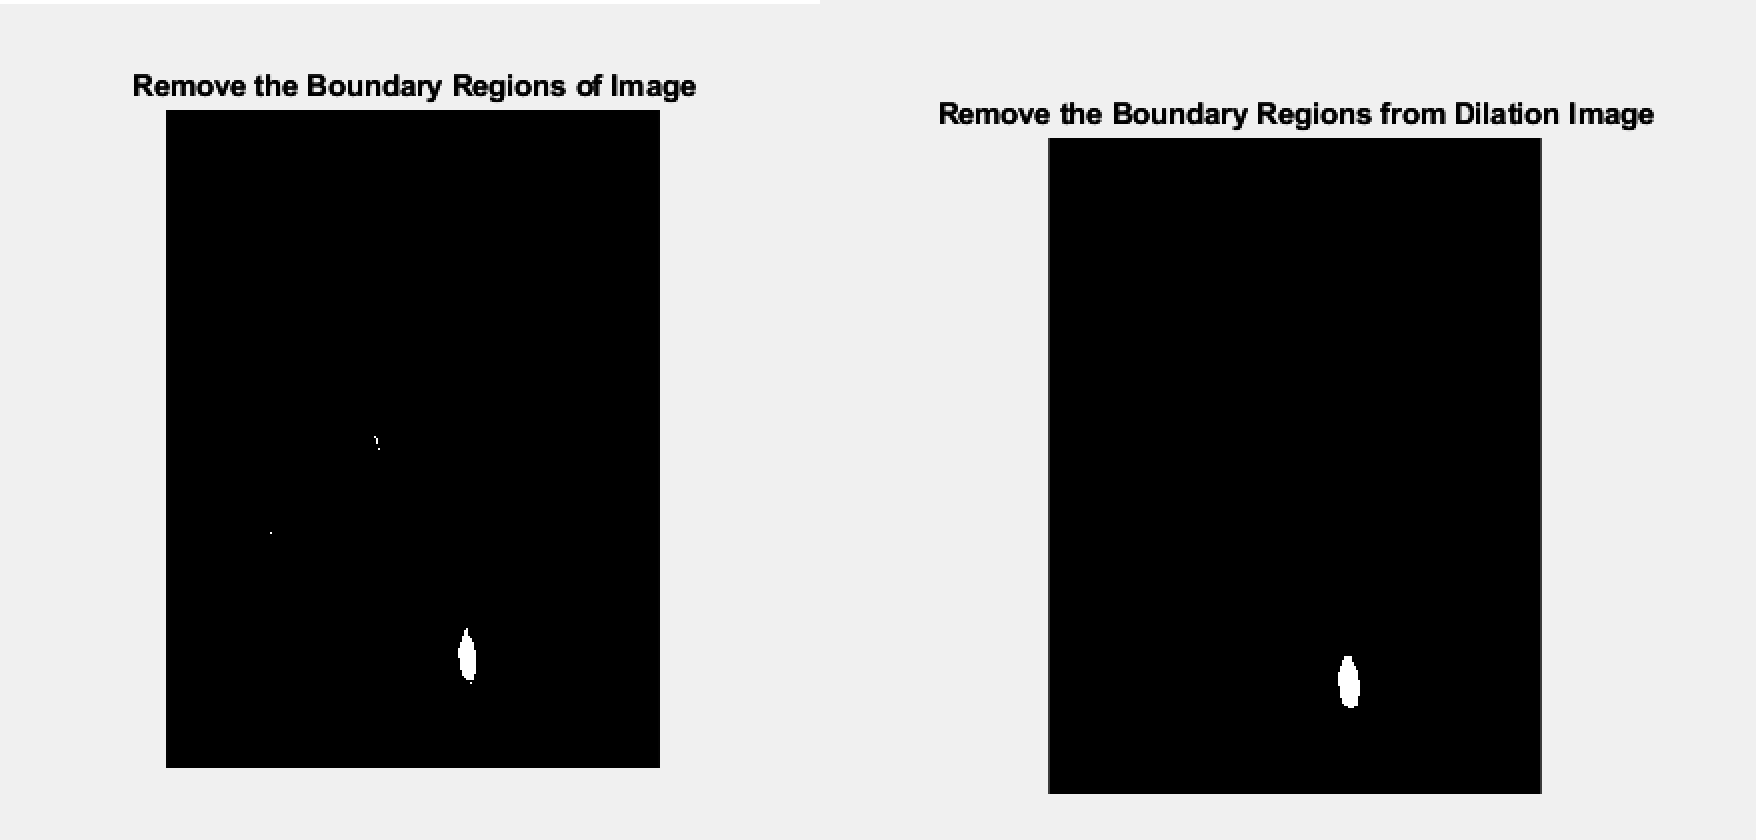 Remove the Boundary Regions of Image
Remove the Boundary Regions from Dilation Image